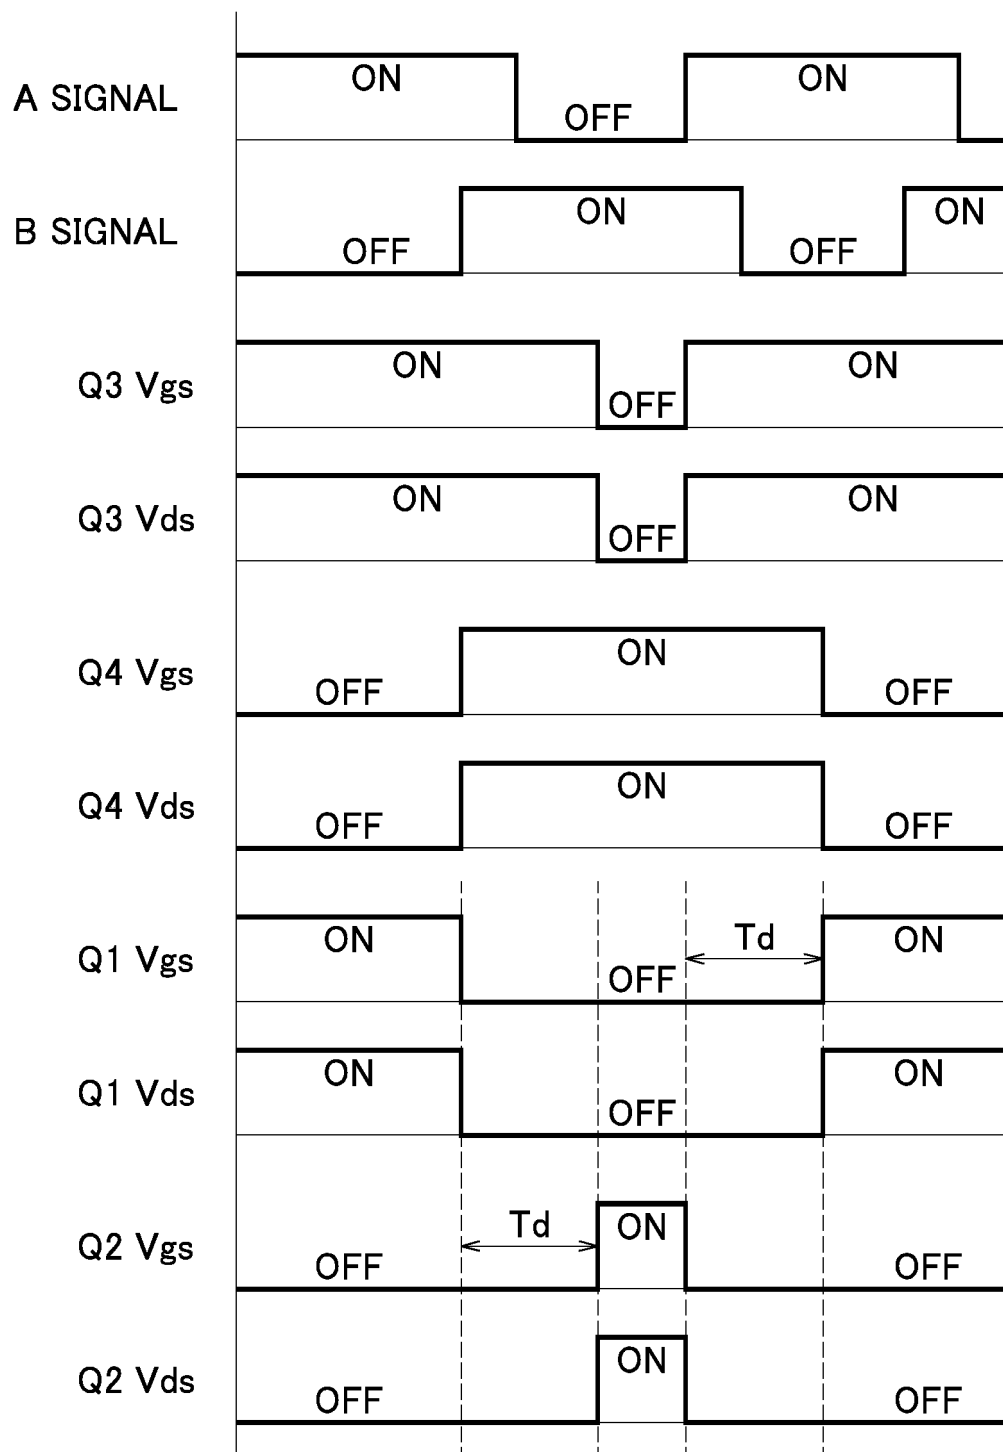 ON ON
A SIGNAL
OFF
ON ON
B SIGNAL
OFF OFF
ON ON
Q3 Vgs
OFF
ON ON
Q3 Vds
OFF
ON
Q4 Vgs
OFF OFF
ON
Q4 Vds
OFF OFF
ON Td ON
Q1 Vgs
OFF
ON ON
Q1 Vds
OFF
Td ON
Q2 Vgs
OFF OFF
ON
Q2 Vds
OFF OFF